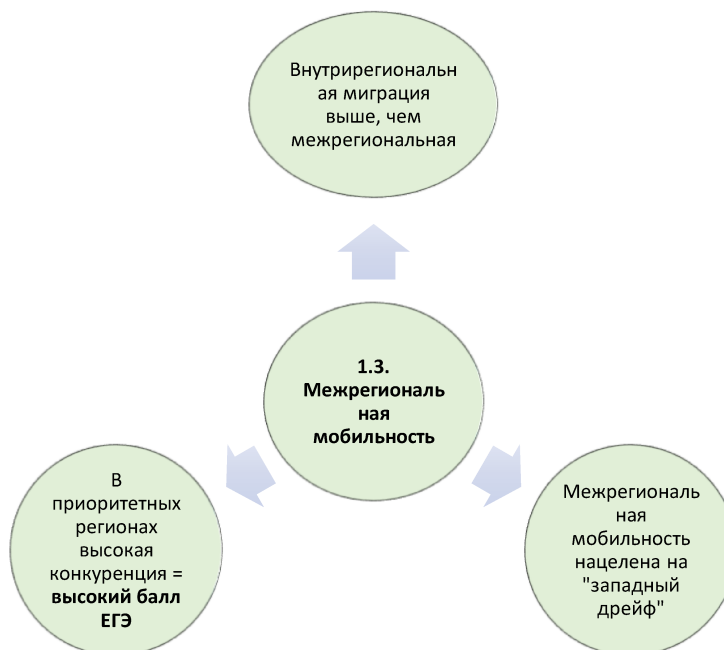 Внутрирегиональн
ая миграция
выше, чем
межрегиональная
1.3.
Межрегиональ
ная
мобильность
В
приоритетных
регионах
высокая
конкуренция =
высокий балл
ЕГЭ
Межрегиональ
ная
мобильность
нацелена на
"западный
дрейф"